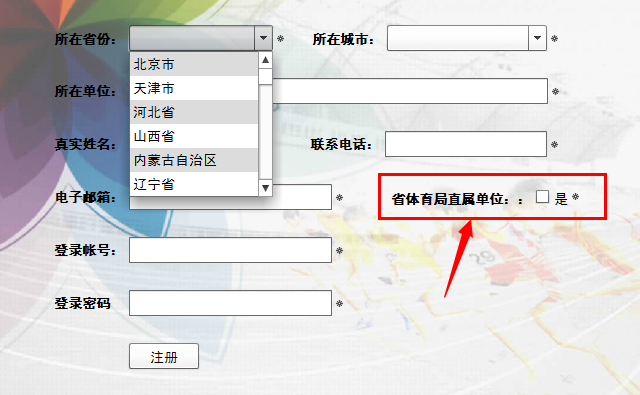 所在省份： ※ 所在城市： ※
北京市
天津市
所在单位： ※
河北省
山西省
真实姓名： 联系电话： ※
内蒙古自治区
辽宁省
电子邮箱： ※ 省体育局直属单位：： 是※
登录帐号： ※
登录密码 ※
注册